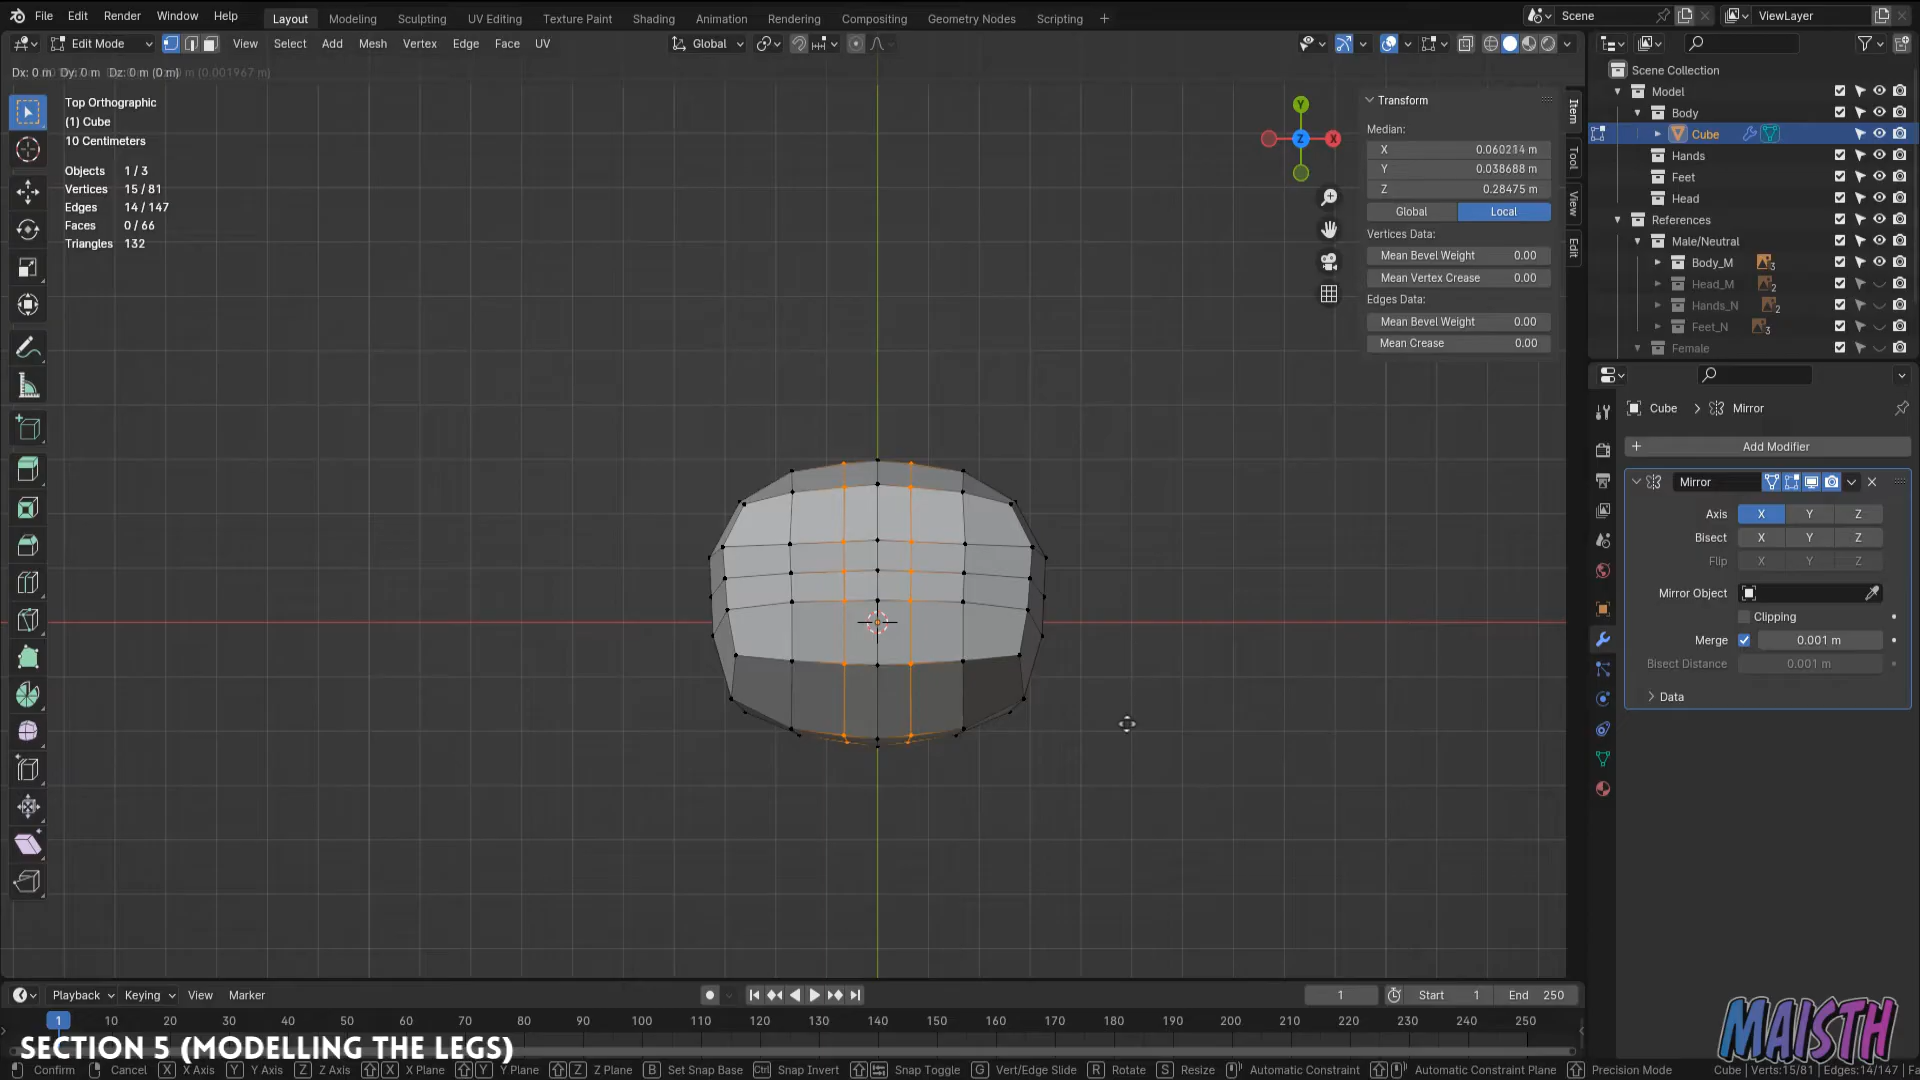 File Edit Render Window Help Layout Modeling Sculpting UV Editing Texture Paint Shading Animation Rendering Compositing Geometry Nodes Scripting + Scene ViewLayer
Edit Mode View Select Add Mesh Vertex Edge Face UV Global
Dx: 0 m Dy: 0 m Dz: 0 m (0 m)
Top Orthographic
(1) Cube
10 Centimeters
Objects 1 / 3
Vertices 15 / 81
Edges 14 / 147
Faces 0 / 66
Triangles 132
Y
X
Z
Transform
Median:
X 0.060214 m
Y 0.038688 m
Z 0.28475 m
Global Local
Vertices Data:
Mean Bevel Weight 0.00
Mean Vertex Crease 0.00
Edges Data:
Mean Bevel Weight 0.00
Mean Crease 0.00
Item
Tool
View
Edit
Scene Collection
Model
Body
Cube
Hands
Feet
Head
References
Male/Neutral
Body_M 3
Head_M 2
Hands_N 2
Feet_N 3
Female
Cube > Mirror
+ Add Modifier
Mirror
Axis X Y Z
Bisect X Y Z
Flip X Y Z
Mirror Object
Clipping
Merge 0.001 m
Bisect Distance 0.001 m
Data
Playback Keying View Marker 1 Start 1 End 250
1 10 20 30 40 50 60 70 80 90 100 110 120 130 140 150 160 170 180 190 200 210 220 230 240 250
SECTION 5 (MODELLING THE LEGS)
MAISTH
Confirm Cancel X X Axis Y Y Axis Z Z Axis X X Plane Y Y Plane Z Z Plane B Set Snap Base Ctrl Snap Invert Snap Toggle G Vert/Edge Slide R Rotate S Resize Automatic Constraint Automatic Constraint Plane Precision Mode Cube | Verts:15/81 | Edges:14/147 | Fa